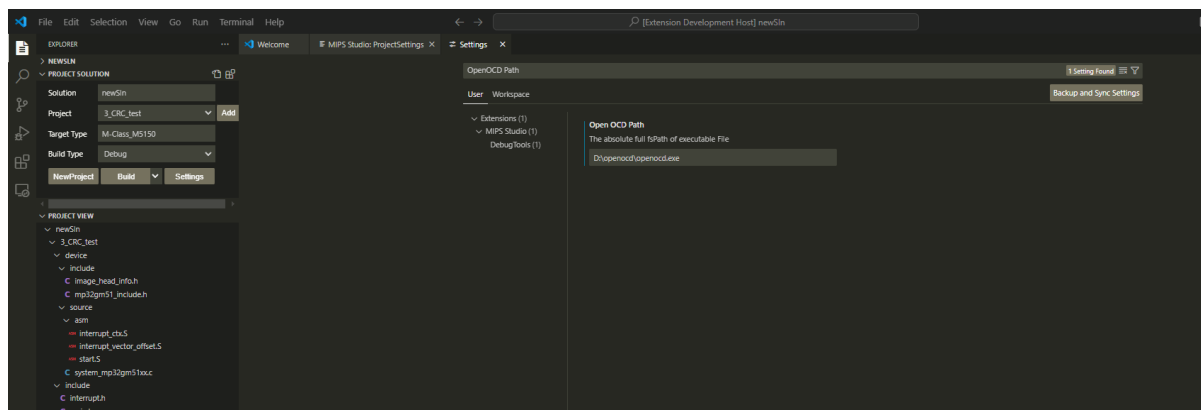 File Edit Selection View Go Run Terminal Help
[Extension Development Host] newSln
EXPLORER
Welcome
MIPS Studio: ProjectSettings
Settings
NEWSLN
PROJECT SOLUTION
Solution newSln
Project 3_CRC_test Add
Target Type M-Class_M5150
Build Type Debug
NewProject Build Settings
PROJECT VIEW
newSln
3_CRC_test
device
include
C image_head_info.h
C mp32gm51_include.h
source
asm
interrupt_ctx.S
interrupt_vector_offset.S
start.S
C system_mp32gm51xx.c
include
C interrupt.h
OpenOCD Path
1 Setting Found
User Workspace
Backup and Sync Settings
Extensions (1)
MIPS Studio (1)
DebugTools (1)
Open OCD Path
The absolute full fsPath of executable File
D:\openocd\openocd.exe